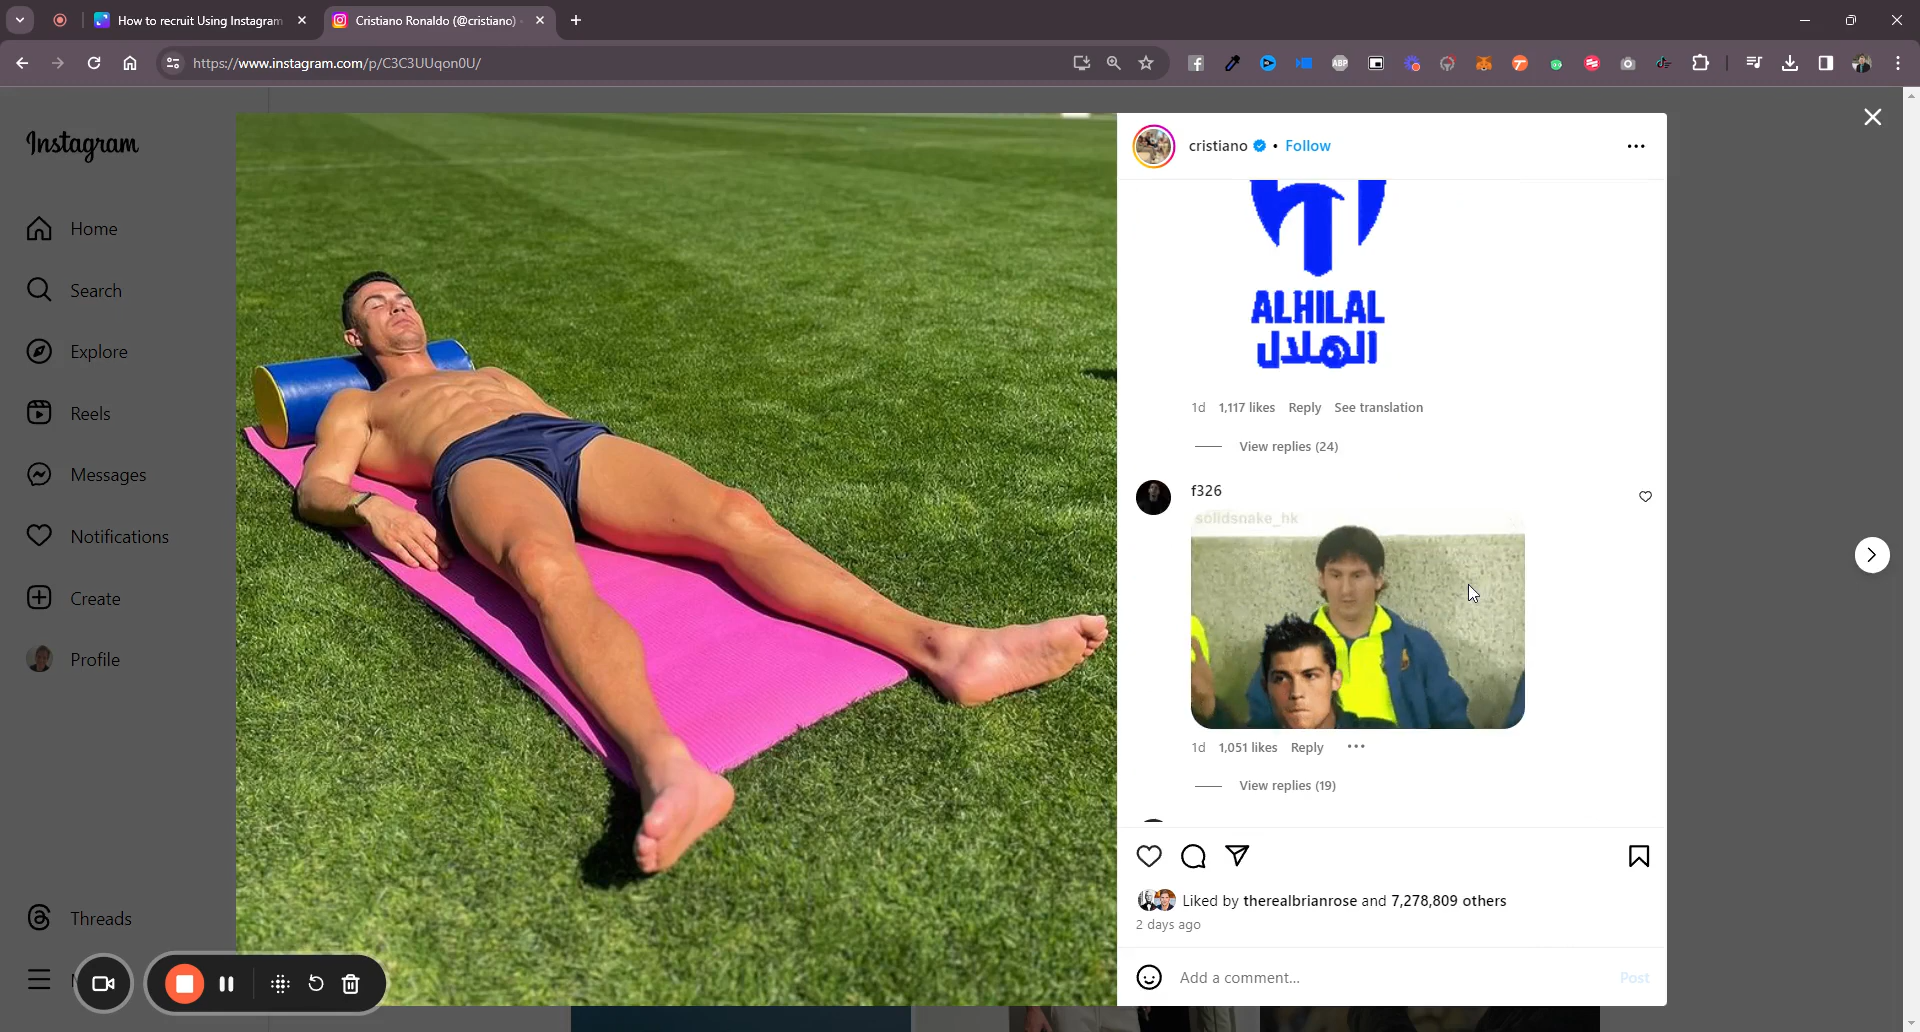 How to recruit Using Instagram
Cristiano Ronaldo (@cristiano)
https://www.instagram.com/p/C3C3UUqon0U/
ABP
Instagram
Home
Search
Explore
Reels
Messages
Notifications
Create
Profile
Threads
cristiano • Follow
ALHILAL
الهلال
1d 1,117 likes Reply See translation
View replies (24)
f326
solidsnake_hk
1d 1,051 likes Reply
View replies (19)
Liked by therealbrianrose and 7,278,809 others
2 days ago
Add a comment...
Post